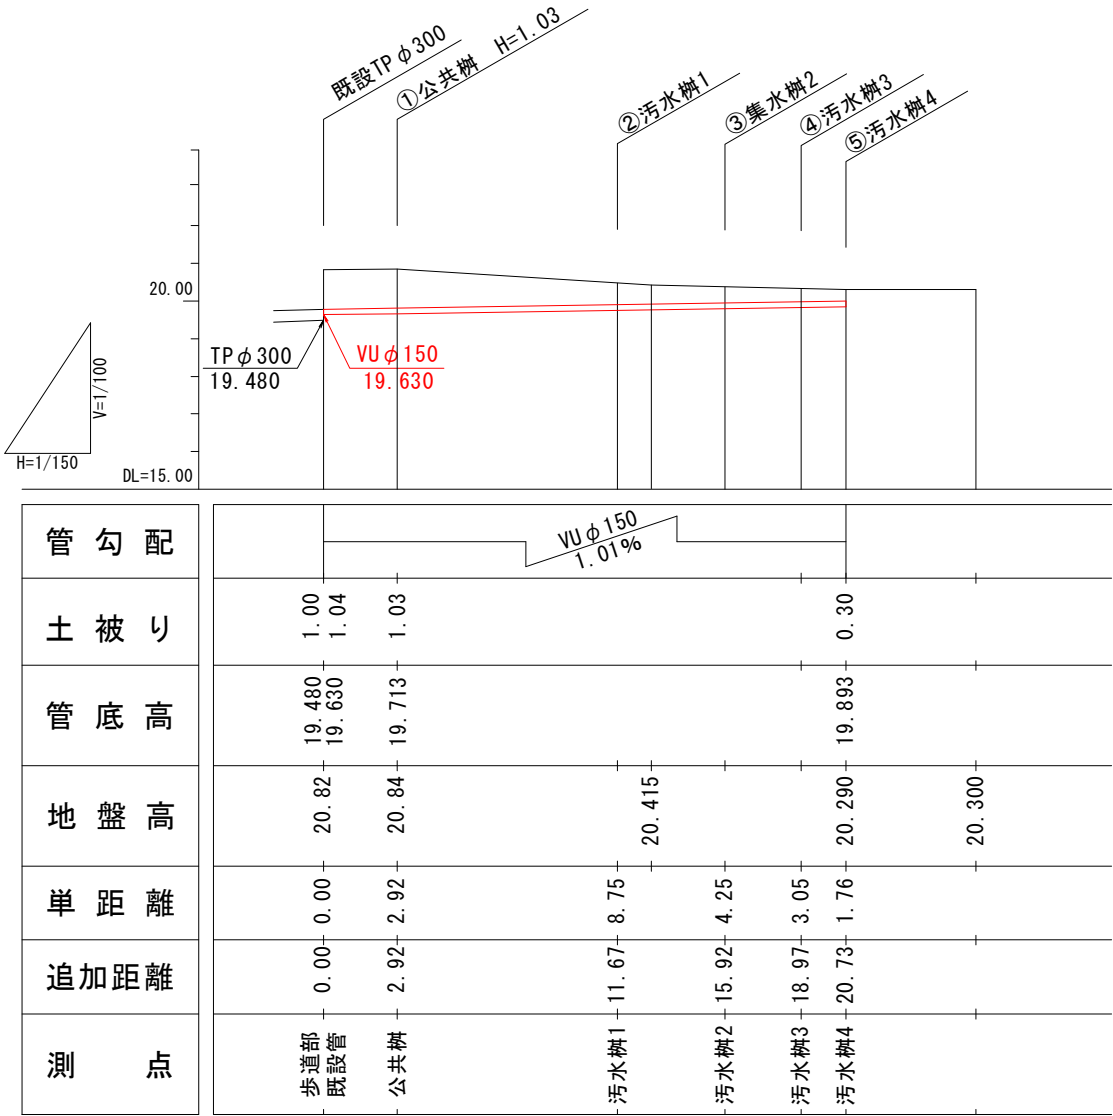 既設TPφ300
①公共桝 H=1.03
②汚水桝1
③集水桝2
④汚水桝3
⑤汚水桝4
20.00
TPφ300
19.480
VUφ150
19.630
V=1/100
H=1/150
DL=15.00
管勾配
VUφ150
1.01%
土被り
1.00
1.04
1.03
0.30
管底高
19.480
19.630
19.713
19.893
地盤高
20.82
20.84
20.415
20.290
20.300
単距離
0.00
2.92
8.75
4.25
3.05
1.76
追加距離
0.00
2.92
11.67
15.92
18.97
20.73
測点
歩道部
既設管
公共桝
汚水桝1
汚水桝2
汚水桝3
汚水桝4